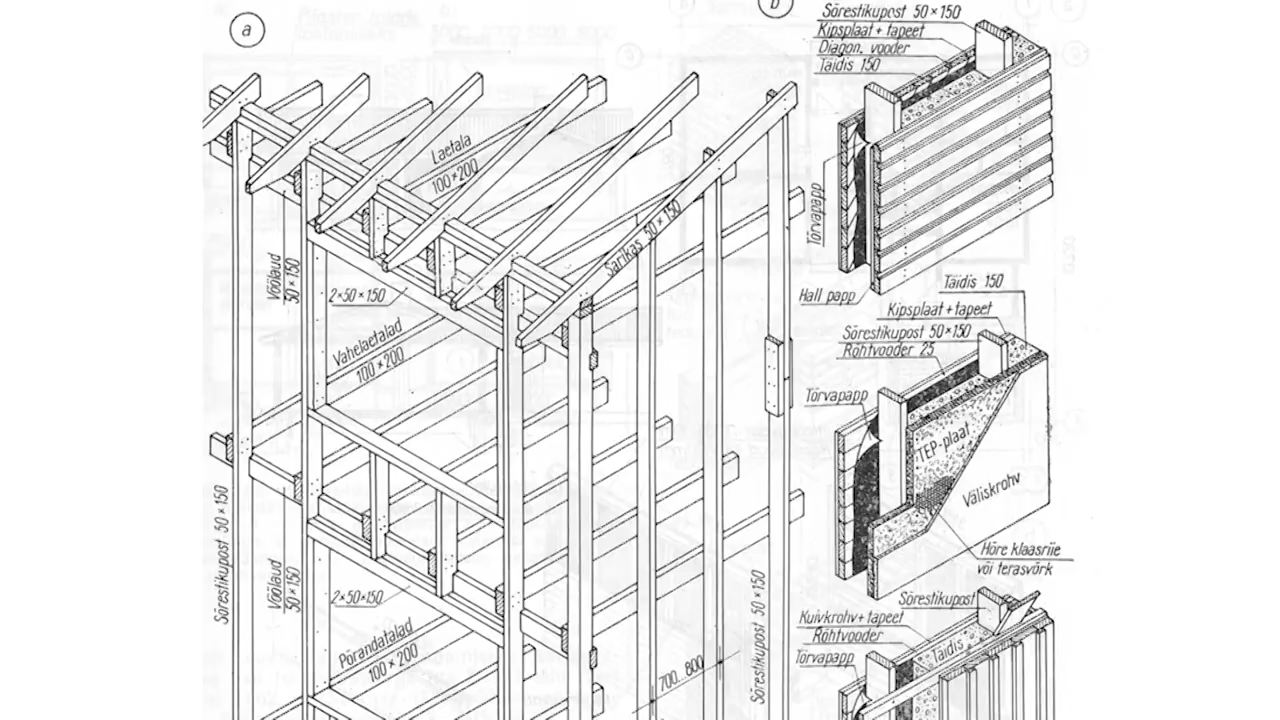 a
Laetala
100×200
Sarikas 50×150
Vöölaud
50×150
2×50×150
Vahelaetalad
100×200
Sõrestikupost 50×150
Vöölaud
50×150
2×50×150
Põrandatalad
100×200
700...800
Sõrestikupost 50×150
b
Sõrestikupost 50×150
Kipsplaat + tapeet
Diagon. vooder
Täidis 150
Tõrvapapp
Hall papp
Täidis 150
Kipsplaat + tapeet
Sõrestikupost 50×150
Rõhtvooder 25
Tõrvapapp
TEP-plaat
Väliskrohv
Hõre klaasriie
või terasvõrk
Sõrestikupost
Kuivkrohv + tapeet
Rõhtvooder
Täidis
Tõrvapapp